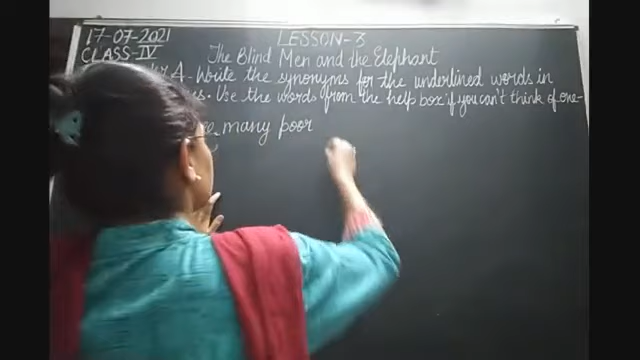 17-07-2021
LESSON-3
CLASS-IV
The Blind Men and the Elephant
4- Write the synonyms for the underlined words in
Use the words from the help box if you can't think of one-
many poor